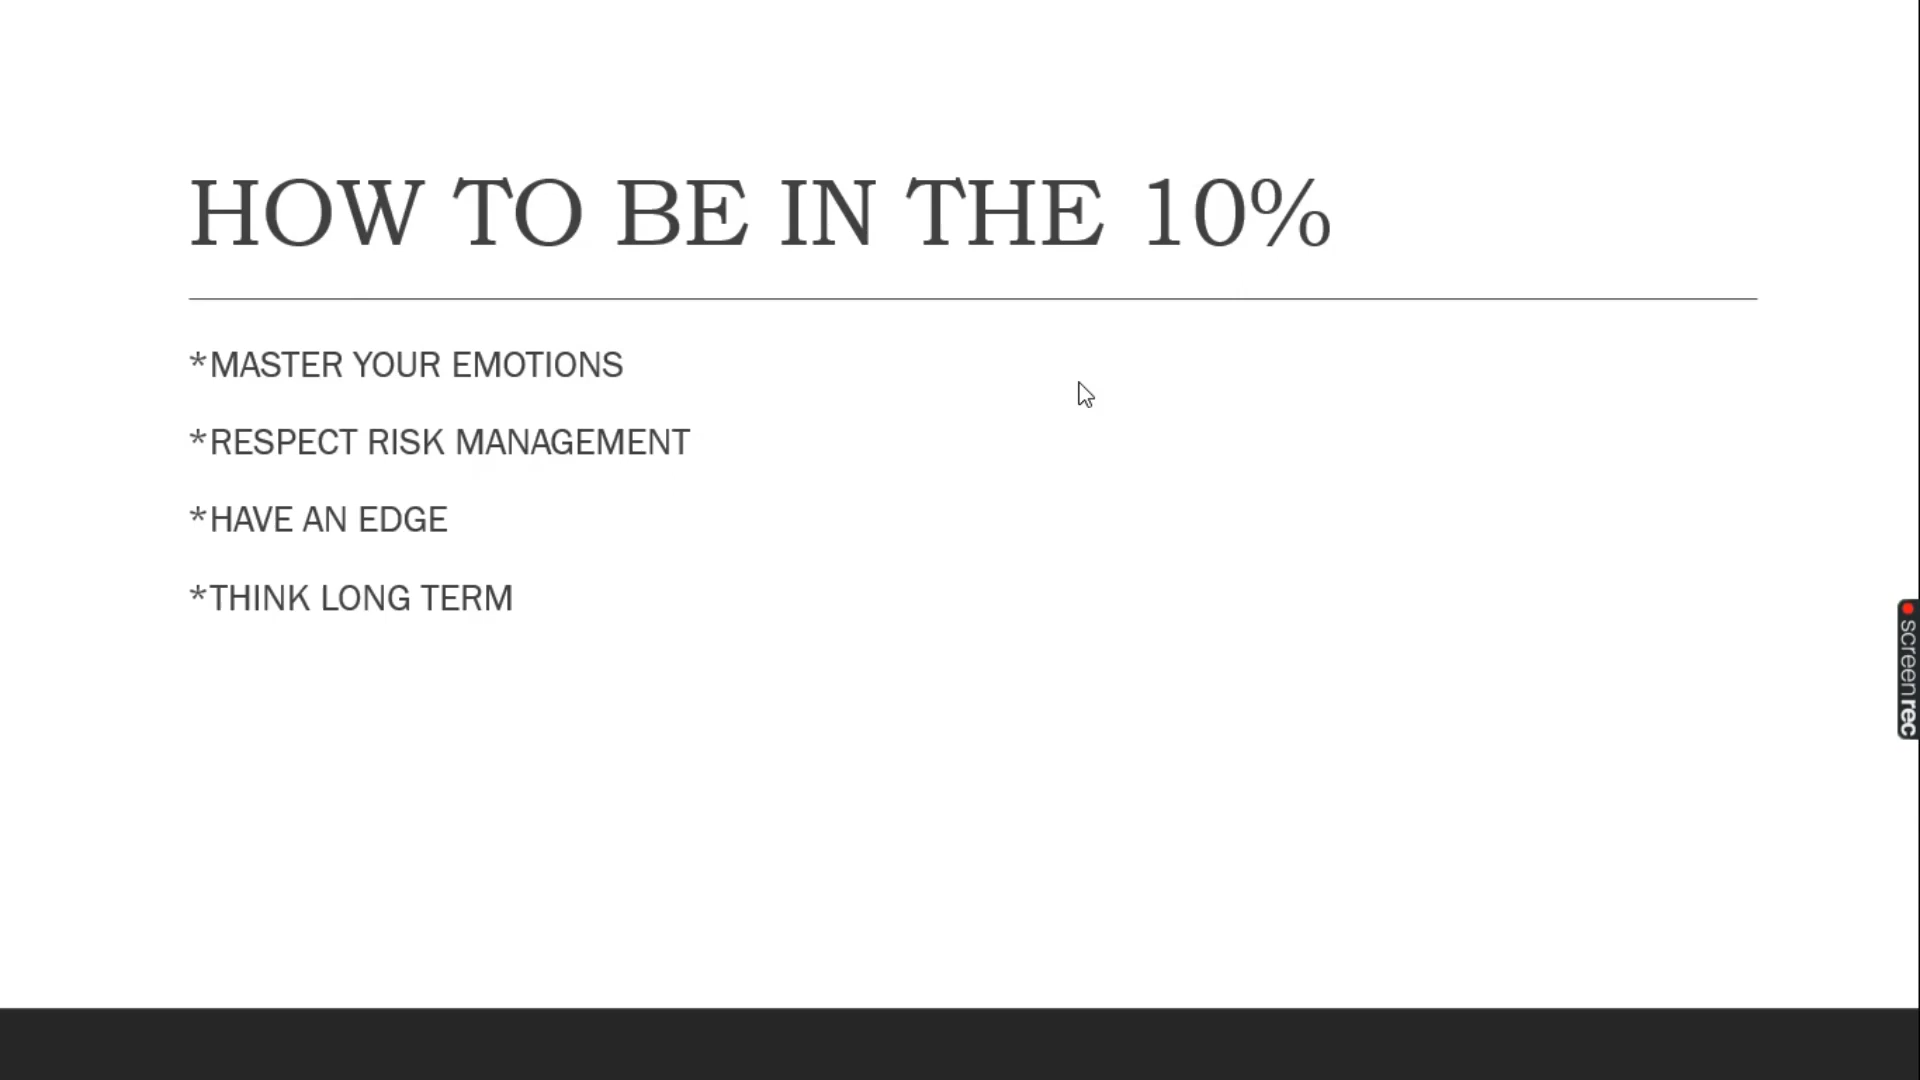 HOW TO BE IN THE 10%
*MASTER YOUR EMOTIONS
*RESPECT RISK MANAGEMENT
*HAVE AN EDGE
*THINK LONG TERM
screenrec